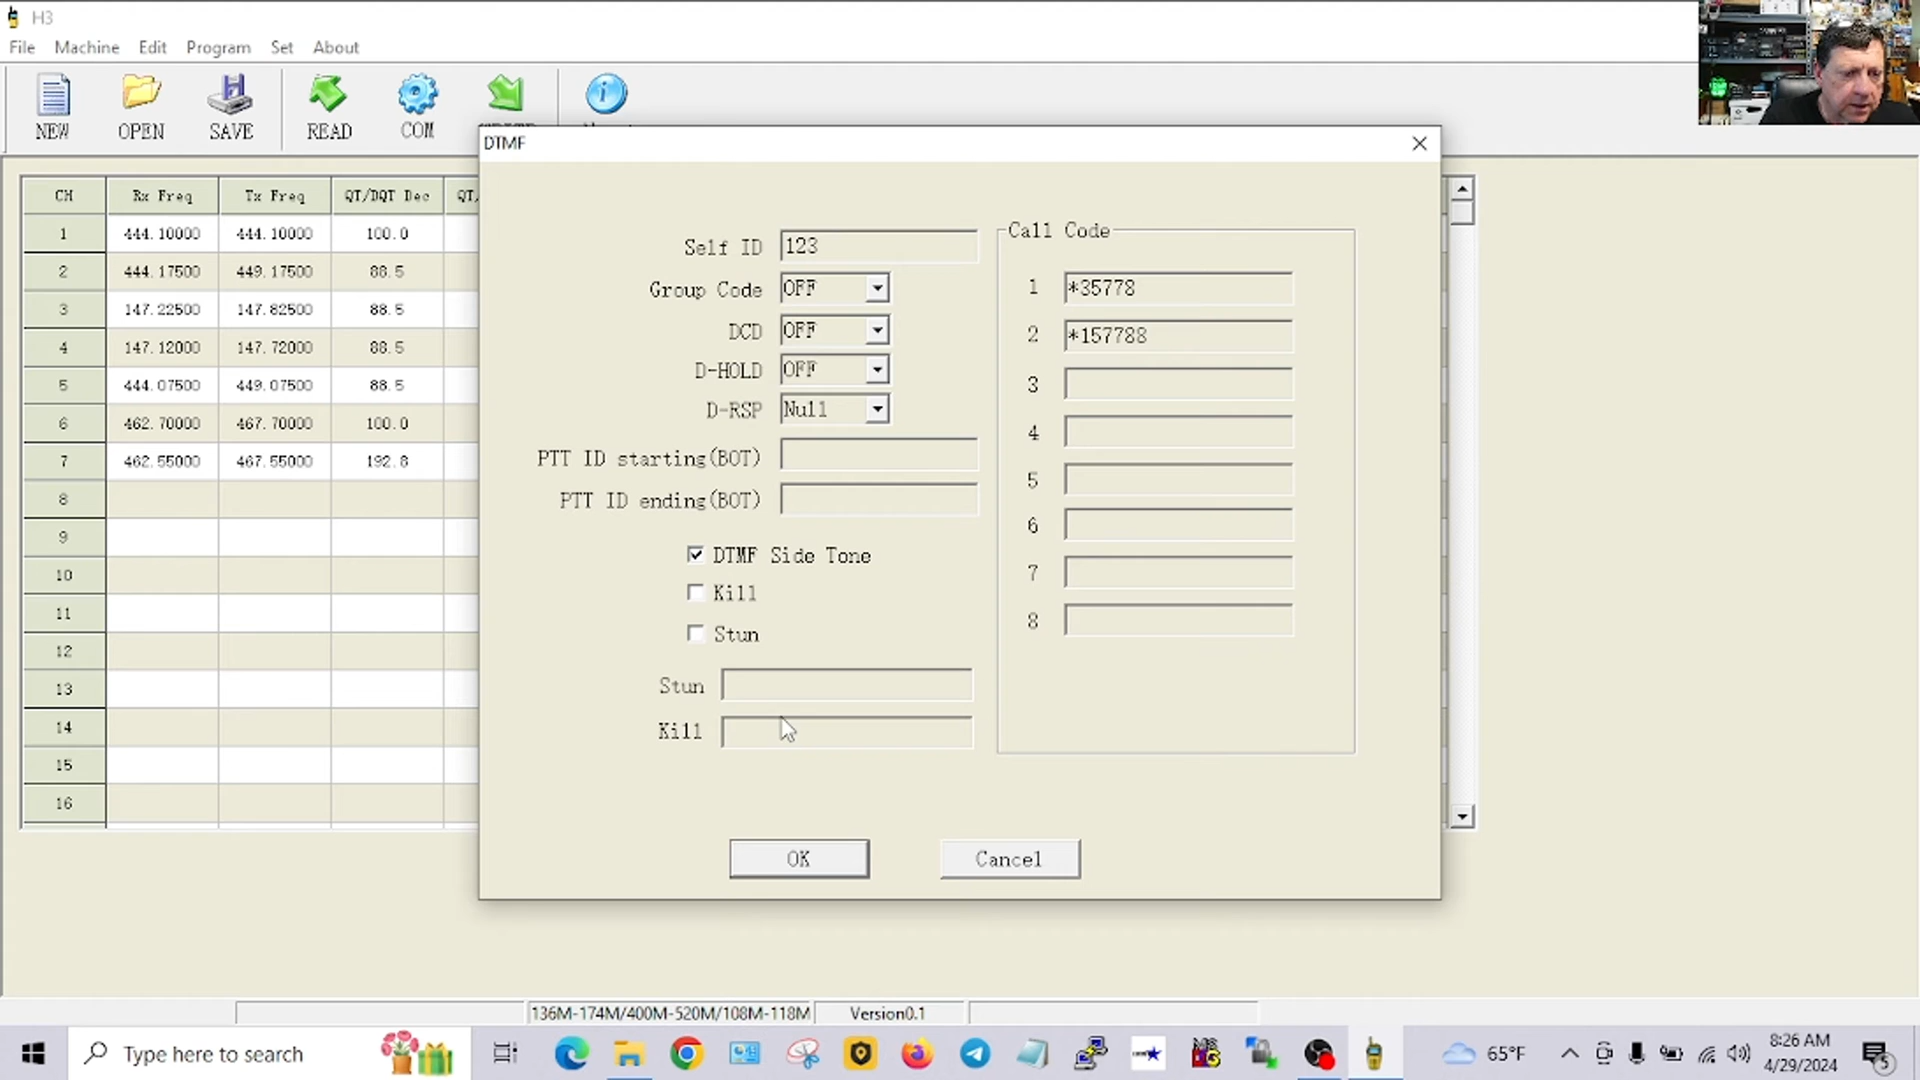 H3
File Machine Edit Program Set About
NEW OPEN SAVE READ COM
DTMF
CH Rx Freq Tx Freq QT/DQT Dec QT/
1 444.10000 444.10000 100.0
2 444.17500 449.17500 88.5
3 147.22500 147.82500 88.5
4 147.12000 147.72000 88.5
5 444.07500 449.07500 88.5
6 462.70000 467.70000 100.0
7 462.55000 467.55000 192.8
8
9
10
11
12
13
14
15
16
Self ID 123
Group Code OFF
DCD OFF
D-HOLD OFF
D-RSP Null
PTT ID starting(BOT)
PTT ID ending(BOT)
DTMF Side Tone
Kill
Stun
Stun
Kill
Call Code
1 *35778
2 *157788
3
4
5
6
7
8
OK Cancel
136M-174M/400M-520M/108M-118M Version0.1
Type here to search
65°F
8:26 AM
4/29/2024
5